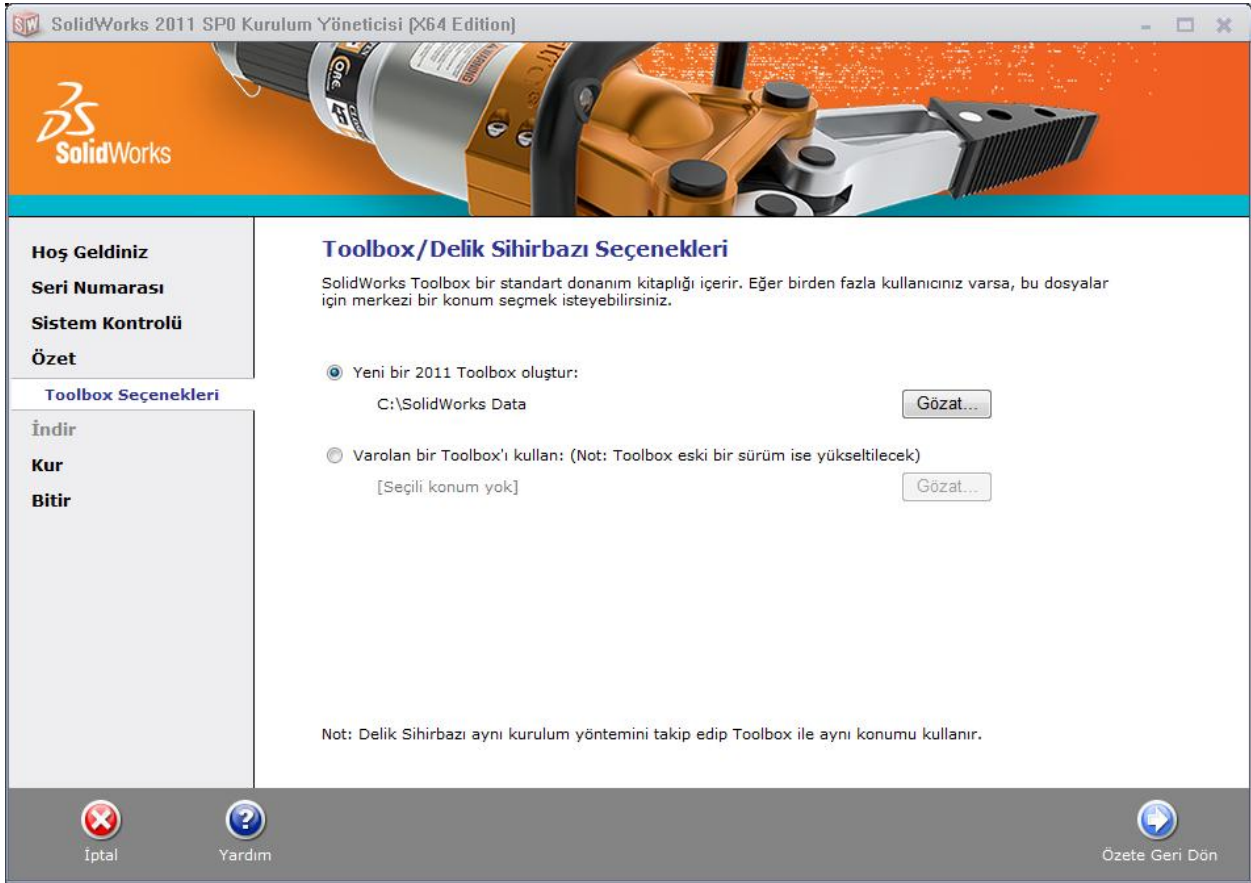 SolidWorks 2011 SP0 Kurulum Yöneticisi [X64 Edition]
SolidWorks
Hoş Geldiniz
Seri Numarası
Sistem Kontrolü
Özet
Toolbox Seçenekleri
İndir
Kur
Bitir
Toolbox/Delik Sihirbazı Seçenekleri
SolidWorks Toolbox bir standart donanım kitaplığı içerir. Eğer birden fazla kullanıcınız varsa, bu dosyalar
için merkezi bir konum seçmek isteyebilirsiniz.
Yeni bir 2011 Toolbox oluştur:
C:\SolidWorks Data
Gözat...
Varolan bir Toolbox'ı kullan: (Not: Toolbox eski bir sürüm ise yükseltilecek)
[Seçili konum yok]
Gözat...
Not: Delik Sihirbazı aynı kurulum yöntemini takip edip Toolbox ile aynı konumu kullanır.
İptal
Yardım
Özete Geri Dön